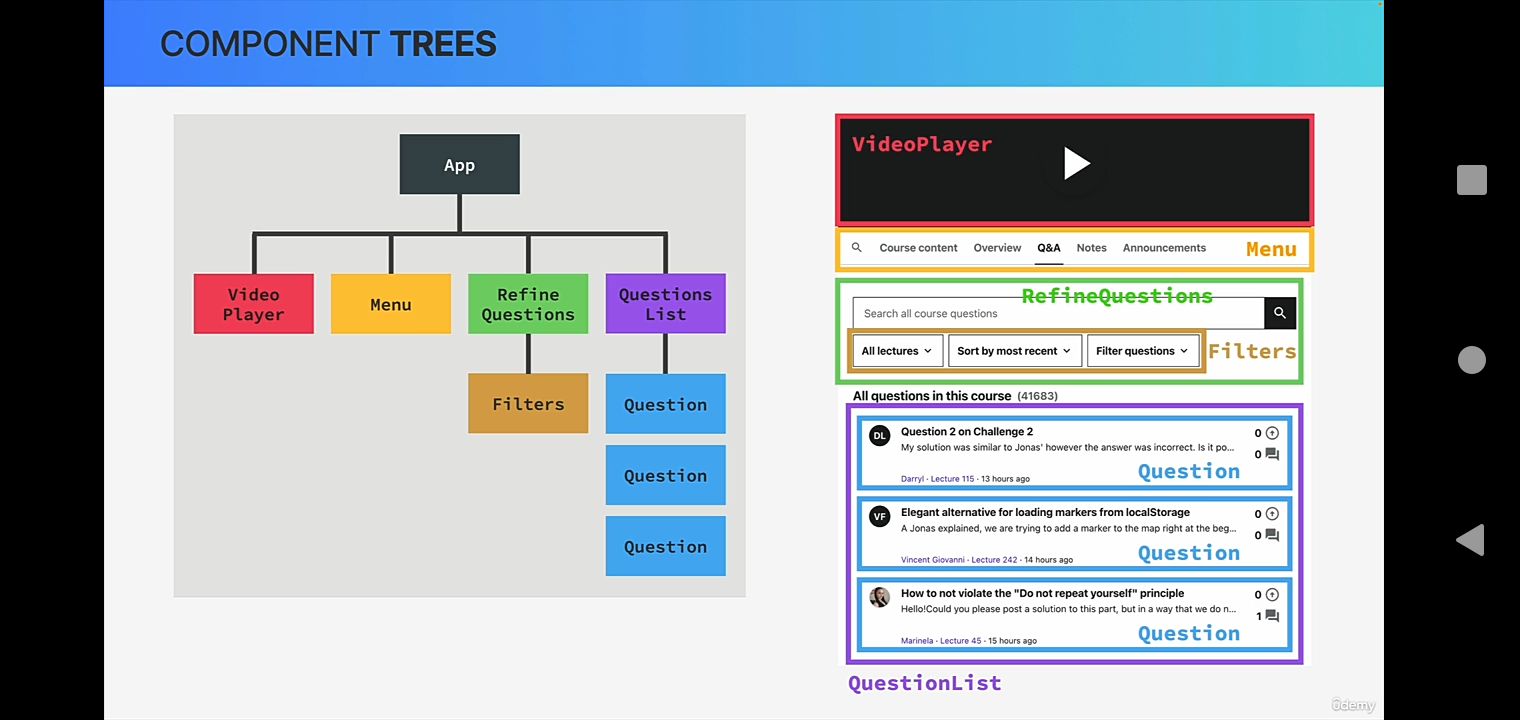 COMPONENT TREES
App
Video
Player
Menu
Refine
Questions
Questions
List
Filters
Question
Question
Question
VideoPlayer
Course content Overview Q&A Notes Announcements
Menu
RefineQuestions
Search all course questions
All lectures Sort by most recent Filter questions
Filters
All questions in this course (41683)
DL Question 2 on Challenge 2 0
My solution was similar to Jonas' however the answer was incorrect. Is it po... 0
Question
Darryl · Lecture 115 · 13 hours ago
VF Elegant alternative for loading markers from localStorage 0
A Jonas explained, we are trying to add a marker to the map right at the beg... 0
Question
Vincent Giovanni · Lecture 242 · 14 hours ago
How to not violate the "Do not repeat yourself" principle 0
Hello!Could you please post a solution to this part, but in a way that we do n... 1
Question
Marinela · Lecture 45 · 15 hours ago
QuestionList
ûdemy